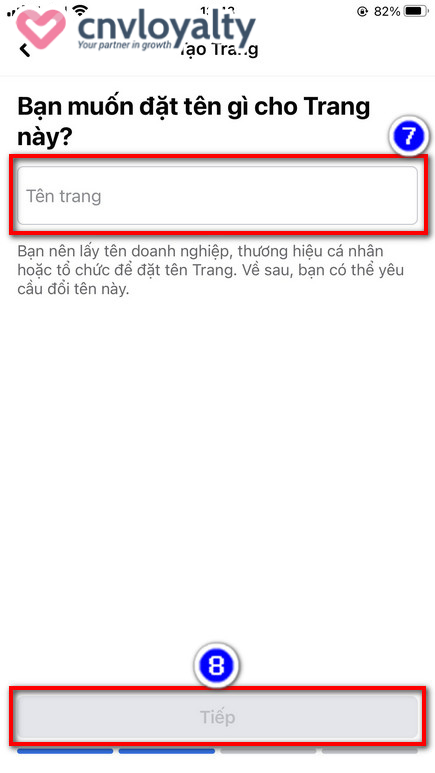 82%
cnvloyalty
Your partner in growth
Tạo Trang
Bạn muốn đặt tên gì cho Trang
này?
7
Tên trang
Bạn nên lấy tên doanh nghiệp, thương hiệu cá nhân
hoặc tổ chức để đặt tên Trang. Về sau, bạn có thể yêu
cầu đổi tên này.
8
Tiếp